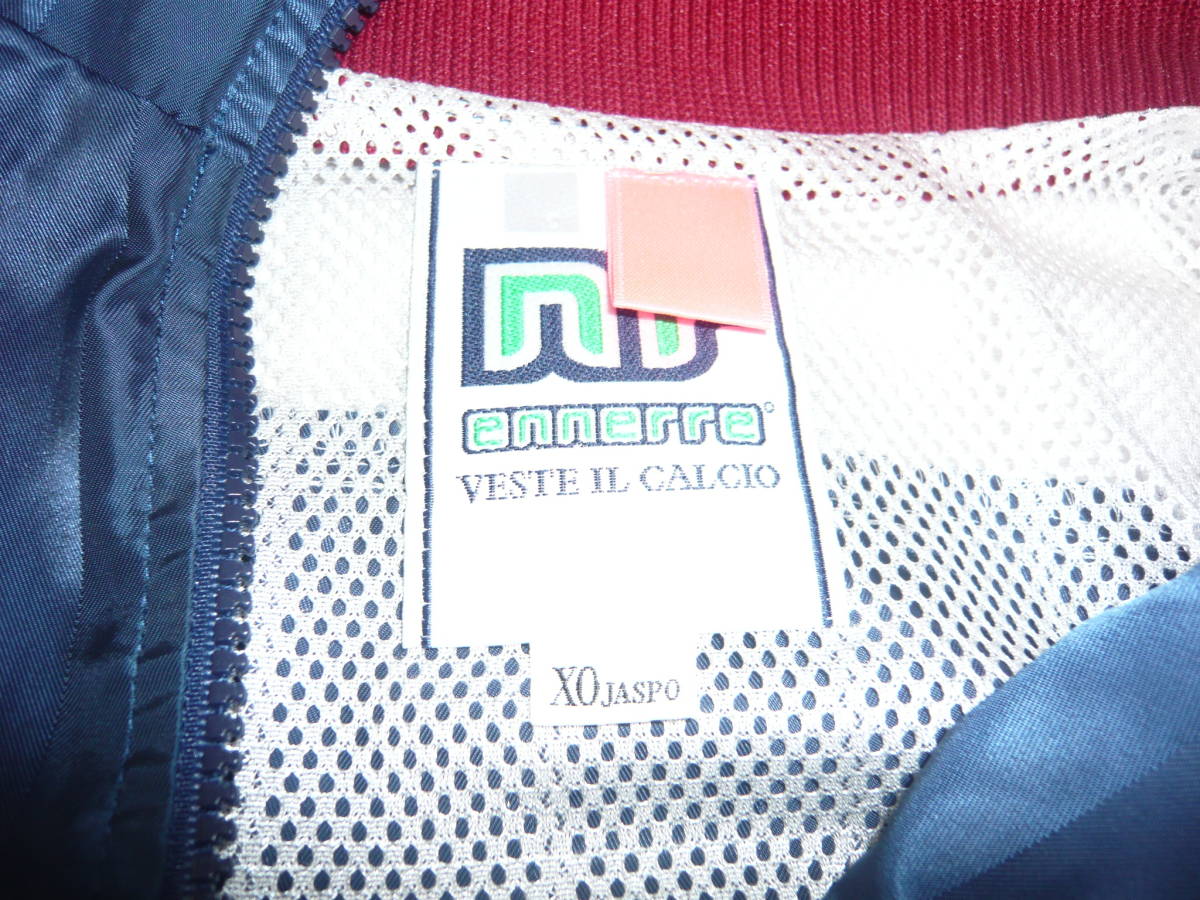 ennerre
VESTE IL CALCIO
XO JASPO